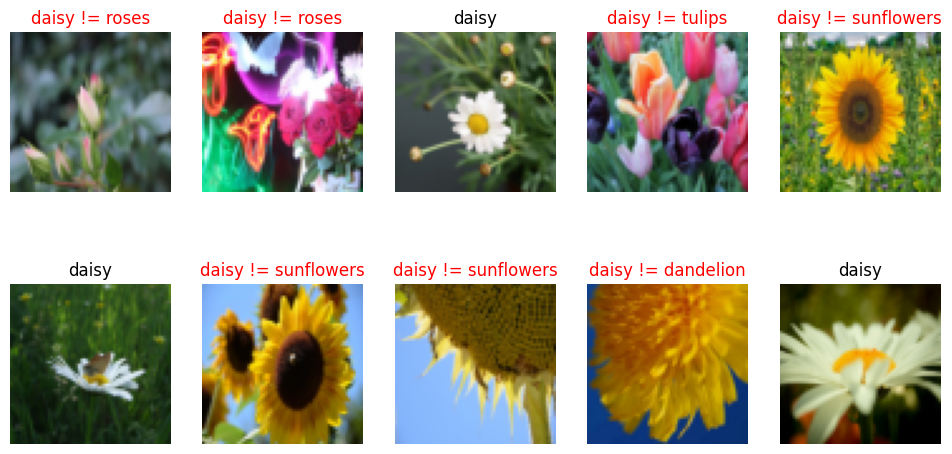 daisy != roses
daisy != roses
daisy
daisy != tulips
daisy != sunflowers
daisy
daisy != sunflowers
daisy != sunflowers
daisy != dandelion
daisy